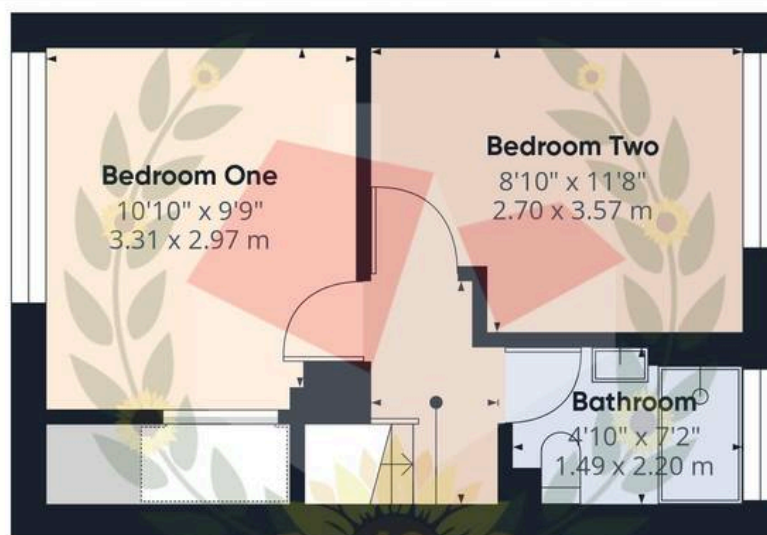 Bedroom One
10'10" x 9'9"
3.31 x 2.97 m
Bedroom Two
8'10" x 11'8"
2.70 x 3.57 m
Bathroom
4'10" x 7'2"
1.49 x 2.20 m